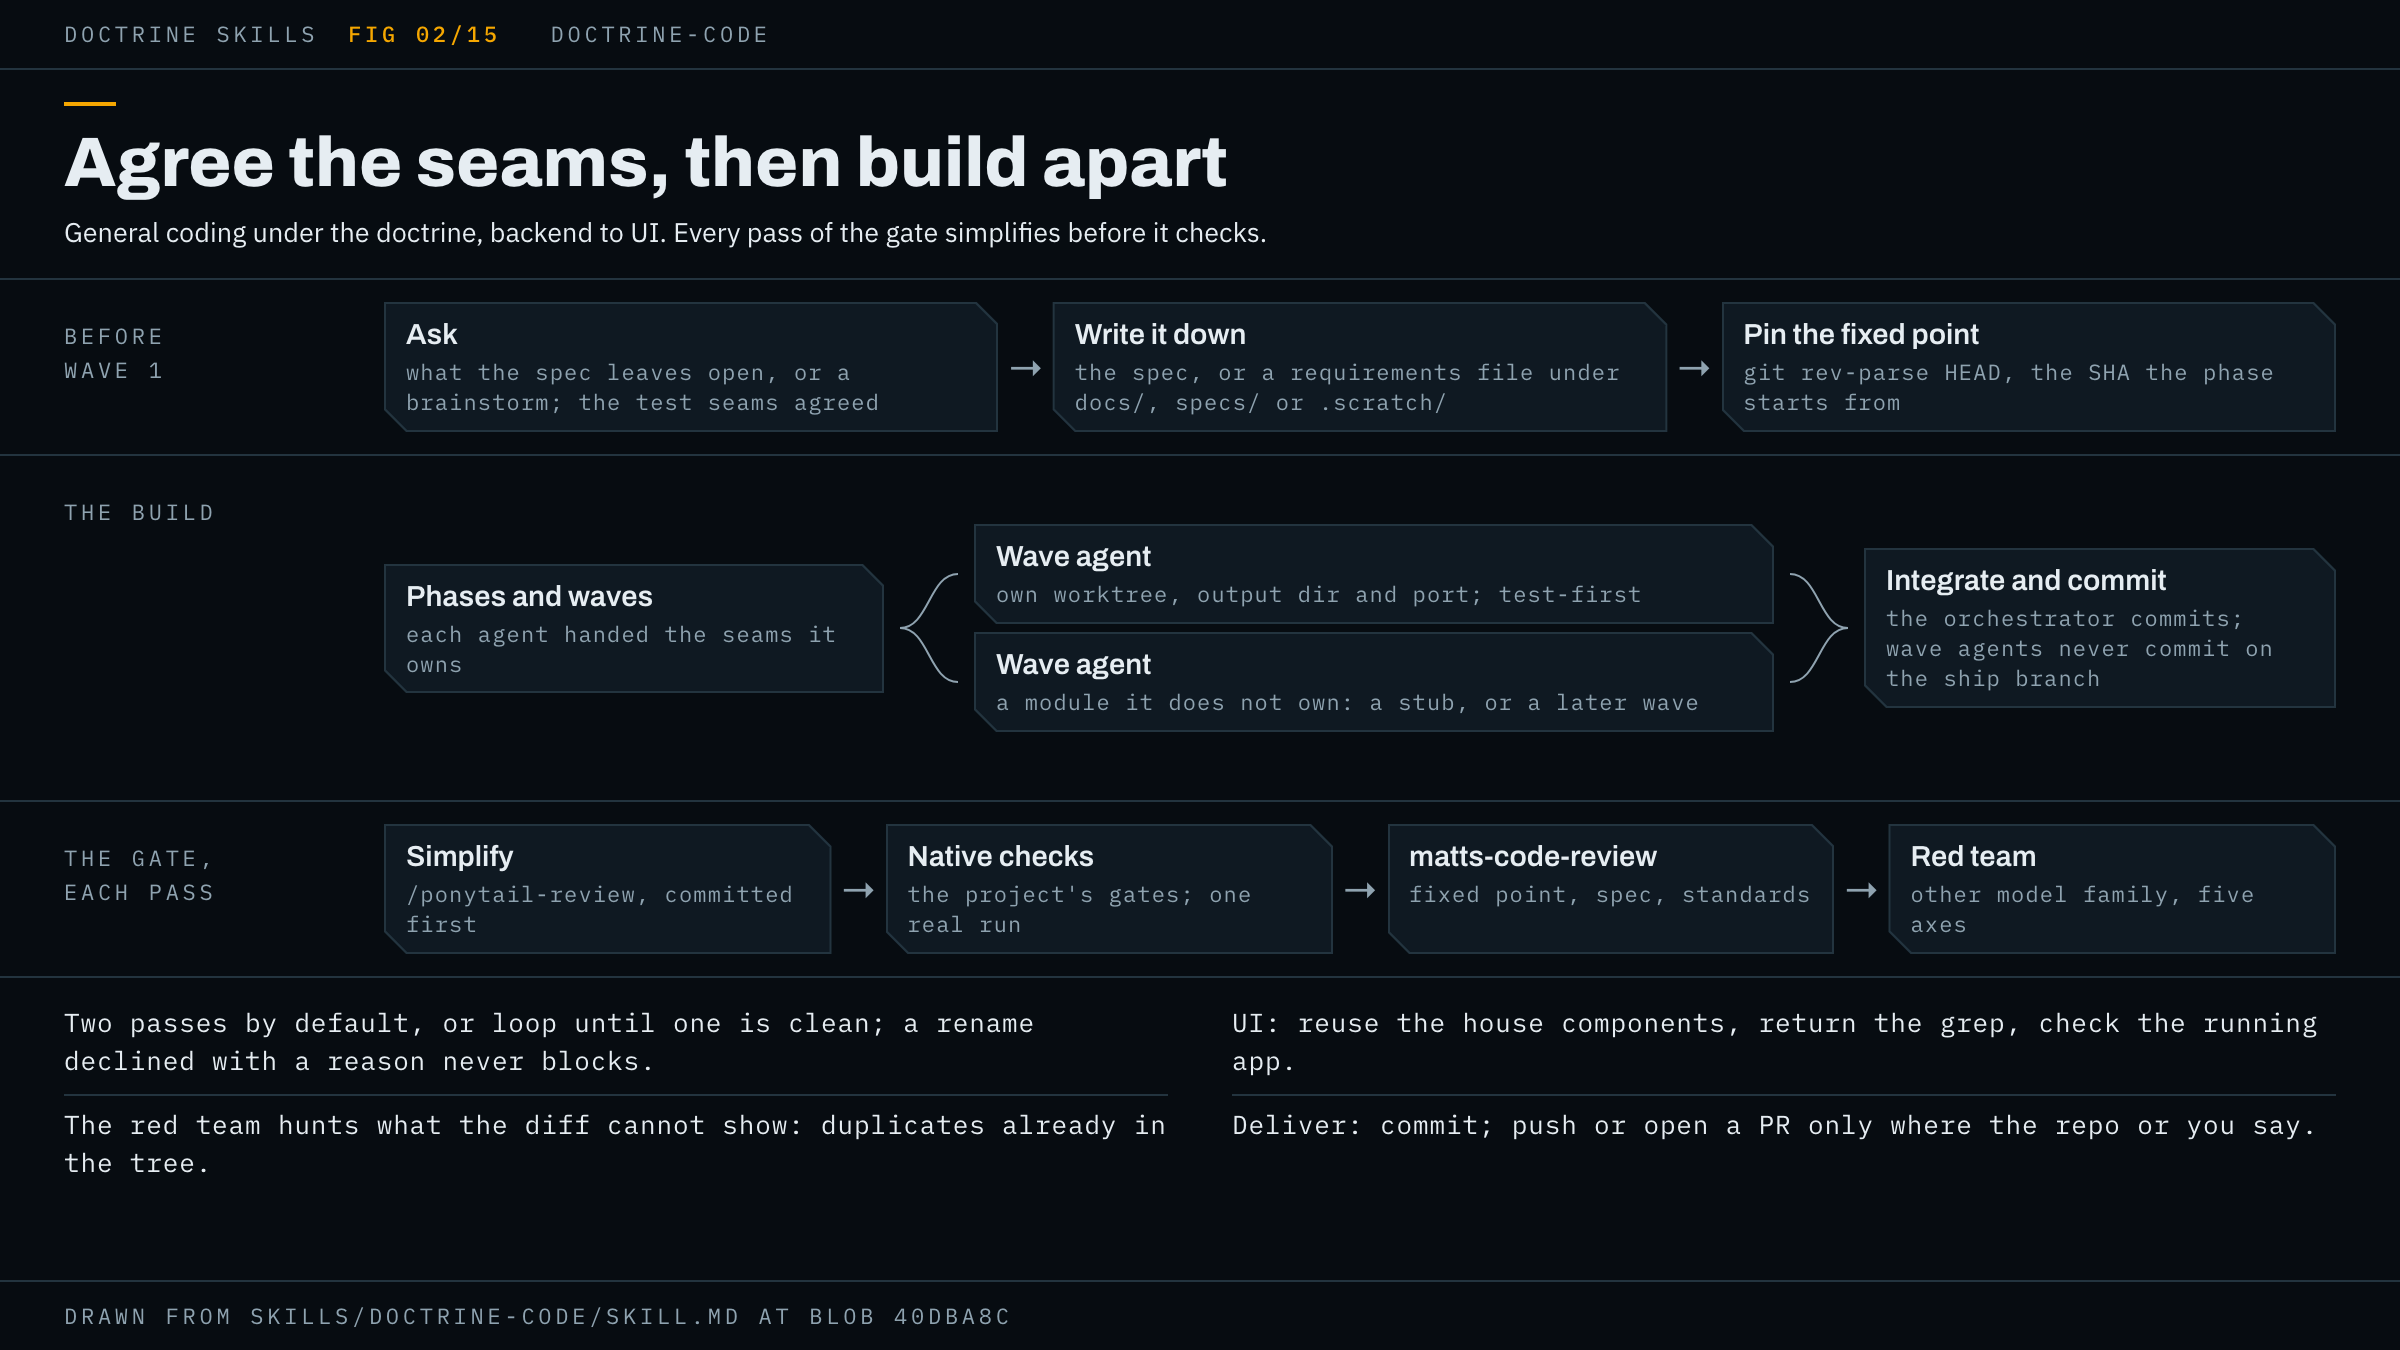 DOCTRINE SKILLS FIG 02/15 DOCTRINE-CODE
Agree the seams, then build apart
General coding under the doctrine, backend to UI. Every pass of the gate simplifies before it checks.
BEFORE
WAVE 1
Ask
what the spec leaves open, or a
brainstorm; the test seams agreed
Write it down
the spec, or a requirements file under
docs/, specs/ or .scratch/
Pin the fixed point
git rev-parse HEAD, the SHA the phase
starts from
THE BUILD
Phases and waves
each agent handed the seams it
owns
Wave agent
own worktree, output dir and port; test-first
Wave agent
a module it does not own: a stub, or a later wave
Integrate and commit
the orchestrator commits;
wave agents never commit on
the ship branch
THE GATE,
EACH PASS
Simplify
/ponytail-review, committed
first
Native checks
the project's gates; one
real run
matts-code-review
fixed point, spec, standards
Red team
other model family, five
axes
Two passes by default, or loop until one is clean; a rename
declined with a reason never blocks.
UI: reuse the house components, return the grep, check the running
app.
The red team hunts what the diff cannot show: duplicates already in
the tree.
Deliver: commit; push or open a PR only where the repo or you say.
DRAWN FROM SKILLS/DOCTRINE-CODE/SKILL.MD AT BLOB 40DBA8C